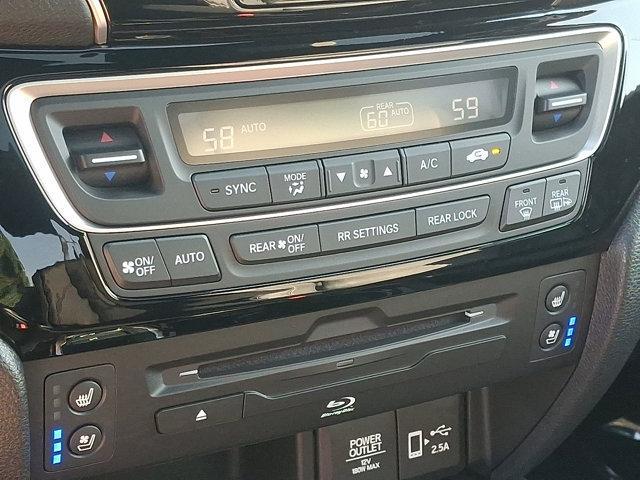 58 AUTO REAR 60 AUTO 59
SYNC MODE A/C
ON/OFF AUTO REAR ON/OFF RR SETTINGS REAR LOCK FRONT REAR
Blu-ray Disc
POWER OUTLET
12V
180W MAX
2.5A